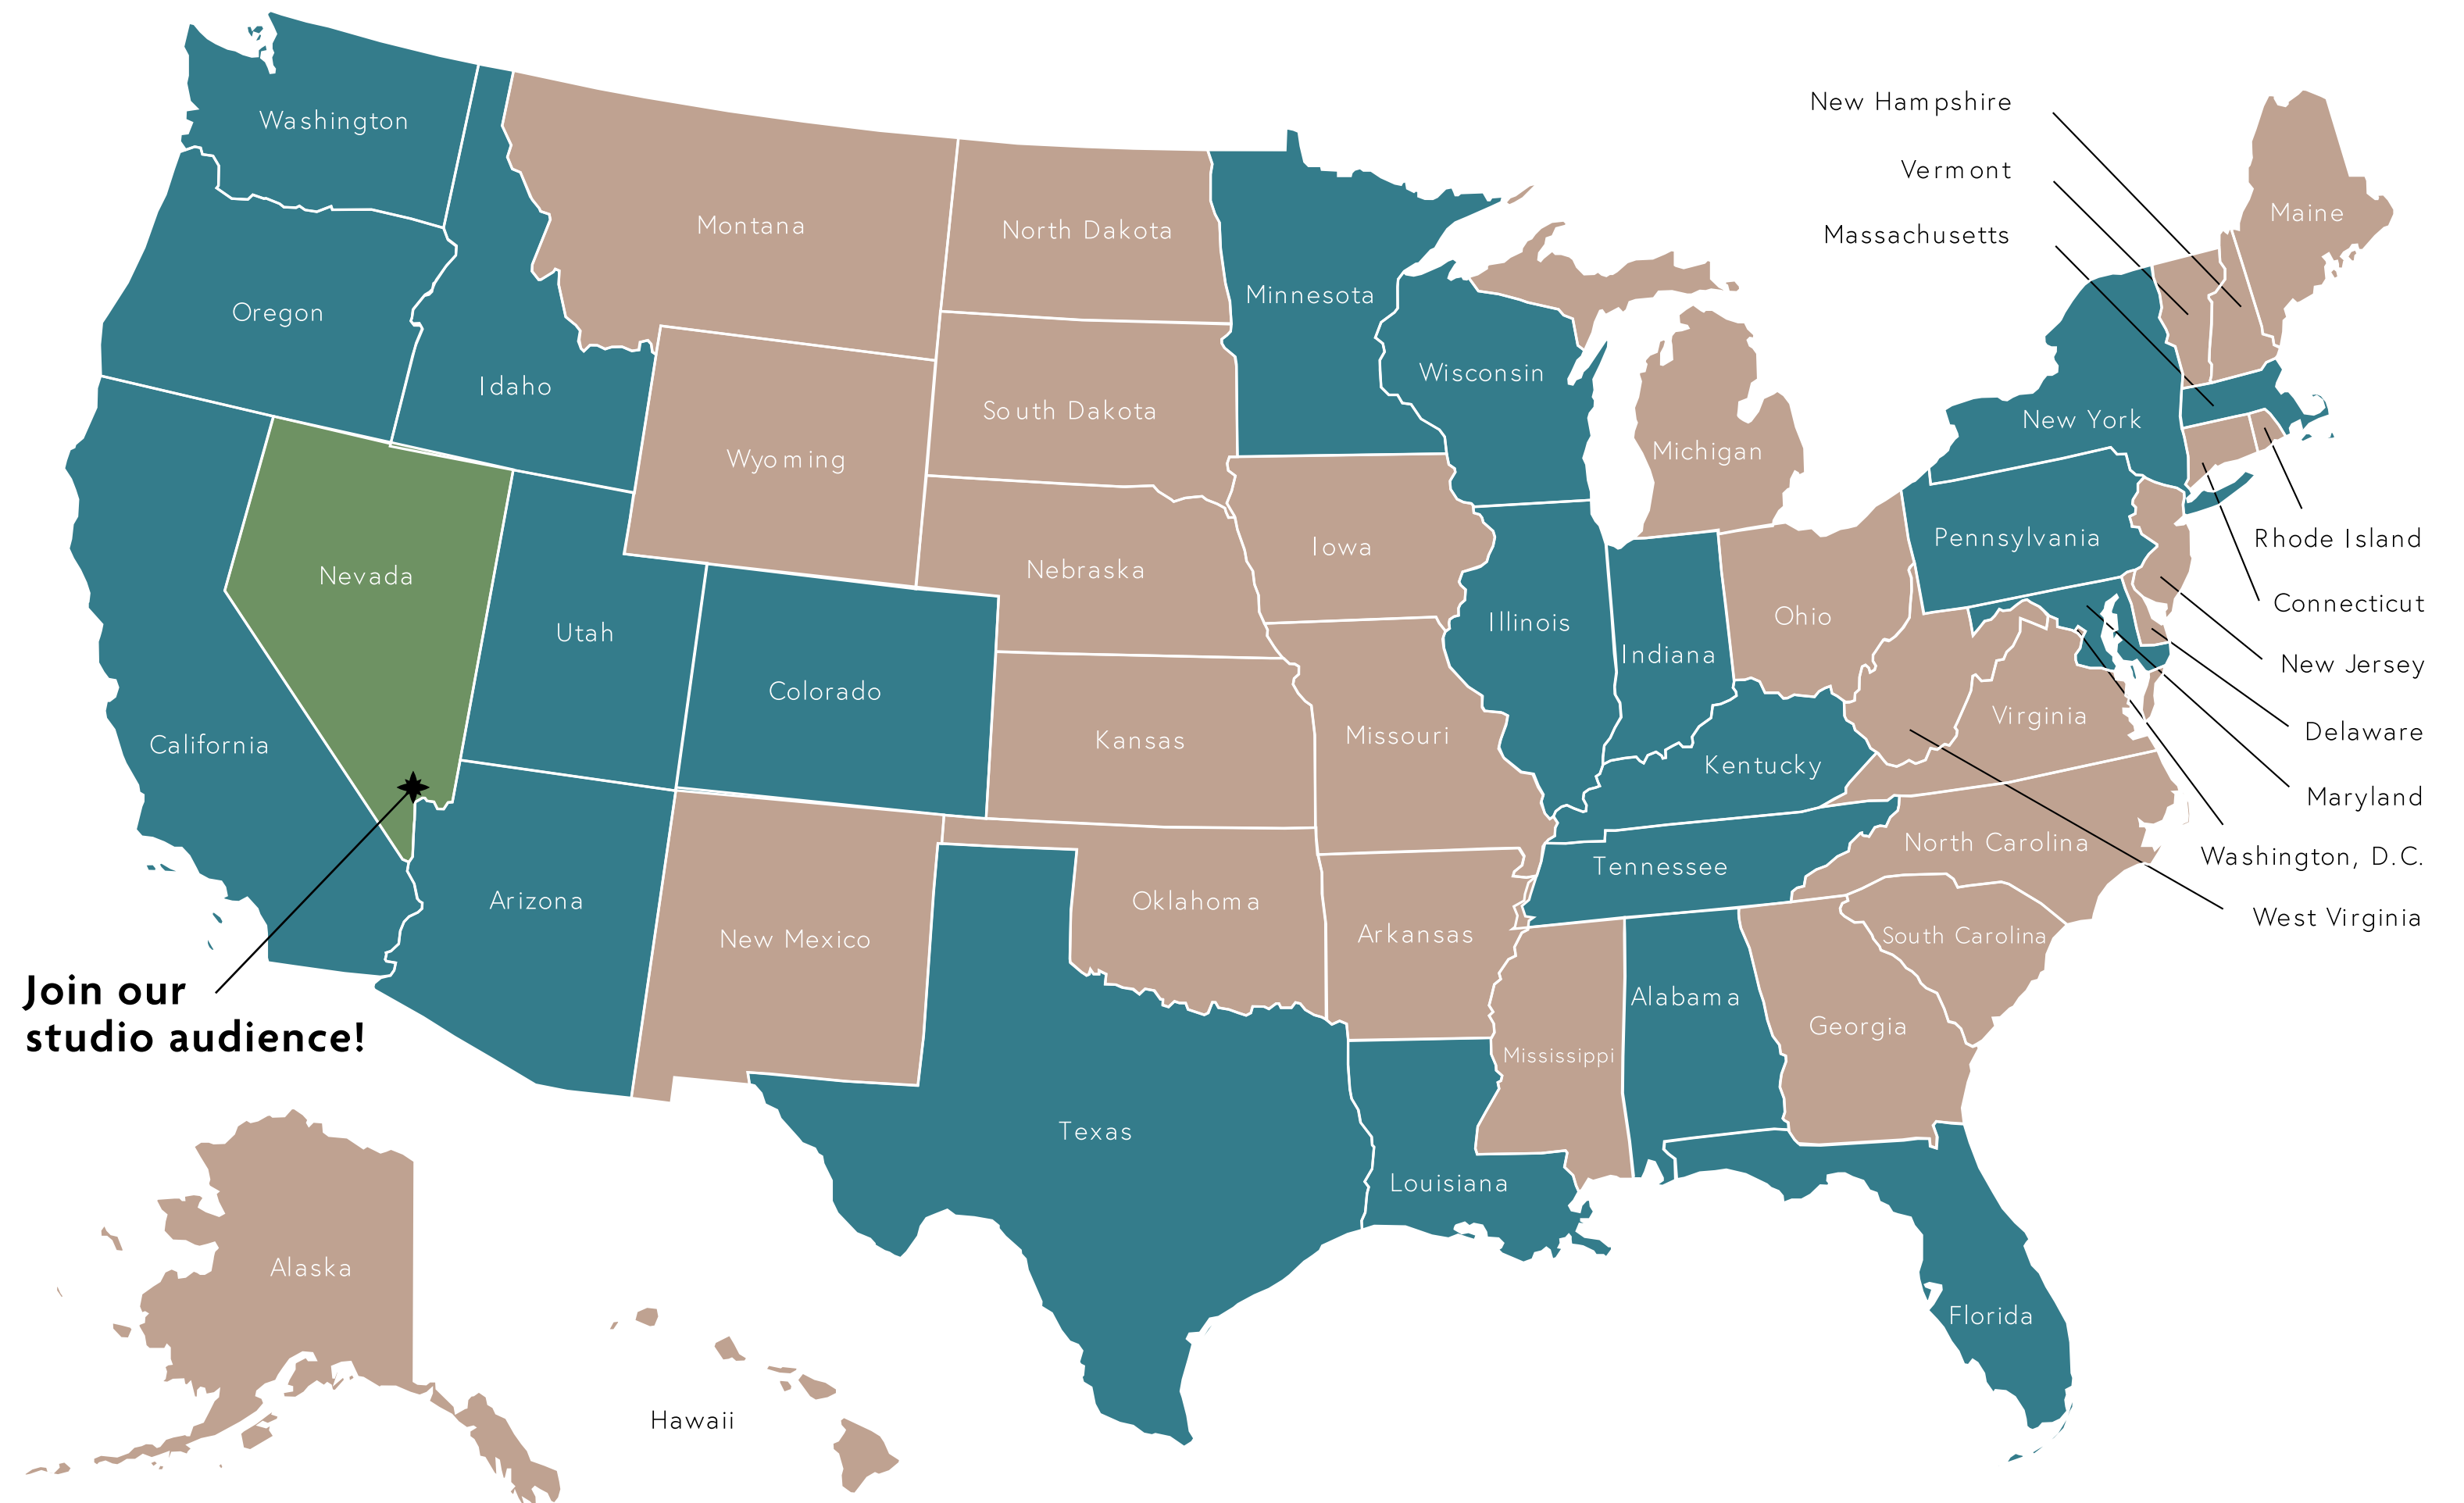 New Hampshire
Washington
Vermont
Maine
Montana
North Dakota
Massachusetts
Minnesota
Oregon
Wisconsin
Idaho
South Dakota
New York
Michigan
Wyoming
Pennsylvania
Rhode Island
Iowa
Nebraska
Nevada
Connecticut
Ohio
Illinois
Utah
Indiana
New Jersey
Colorado
Virginia
Delaware
Missouri
Kansas
California
Kentucky
Maryland
North Carolina
Washington, D.C.
Tennessee
Arizona
Oklahoma
West Virginia
Arkansas
South Carolina
New Mexico
Join our
studio audience!
Alabama
Georgia
Mississippi
Texas
Louisiana
Alaska
Florida
Hawaii